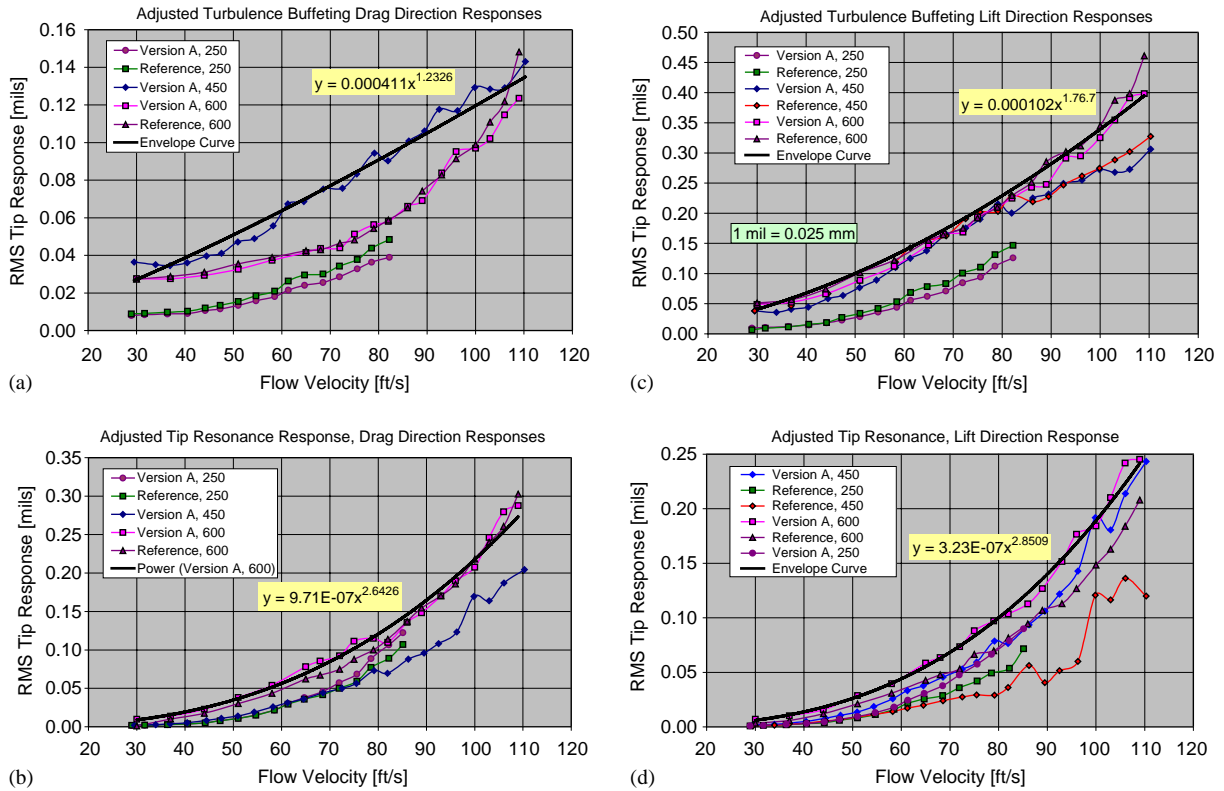 Adjusted Turbulence Buffeting Drag Direction Responses
RMS Tip Response [mils]
0.16
0.14
0.12
0.10
0.08
0.06
0.04
0.02
0.00
Version A, 250
Reference, 250
Version A, 450
Version A, 600
Reference, 600
Envelope Curve
y = 0.000411x^1.2326
20 30 40 50 60 70 80 90 100 110 120
Flow Velocity [ft/s]
(a)
Adjusted Turbulence Buffeting Lift Direction Responses
RMS Tip Response [mils]
0.50
0.45
0.40
0.35
0.30
0.25
0.20
0.15
0.10
0.05
0.00
Version A, 250
Reference, 250
Version A, 450
Reference, 450
Version A, 600
Reference, 600
Envelope Curve
y = 0.000102x^1.76.7
1 mil = 0.025 mm
20 30 40 50 60 70 80 90 100 110 120
Flow Velocity [ft/s]
(c)
Adjusted Tip Resonance Response, Drag Direction Responses
RMS Tip Response [mils]
0.35
0.30
0.25
0.20
0.15
0.10
0.05
0.00
Version A, 250
Reference, 250
Version A, 450
Version A, 600
Reference, 600
Power (Version A, 600)
y = 9.71E-07x^2.6426
20 30 40 50 60 70 80 90 100 110 120
Flow Velocity [ft/s]
(b)
Adjusted Tip Resonance, Lift Direction Response
RMS Tip Response [mils]
0.25
0.20
0.15
0.10
0.05
0.00
Version A, 450
Reference, 250
Reference, 450
Version A, 600
Reference, 600
Version A, 250
Envelope Curve
y = 3.23E-07x^2.8509
20 30 40 50 60 70 80 90 100 110 120
Flow Velocity [ft/s]
(d)